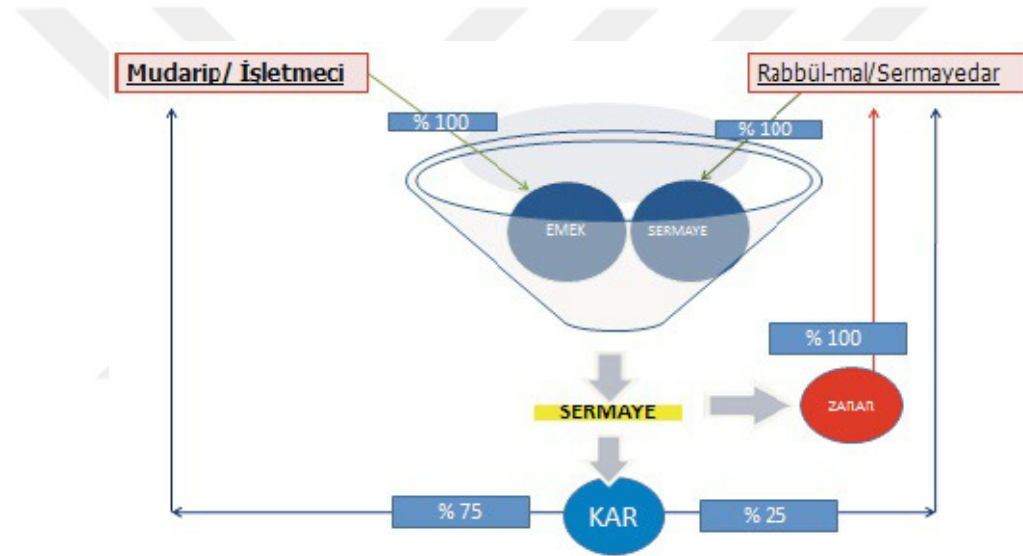 Mudarip/ İşletmeci
Rabbül-mal/Sermayedar
% 100
% 100
EMEK
SERMAYE
% 100
SERMAYE
ZARAR
% 75
KAR
% 25